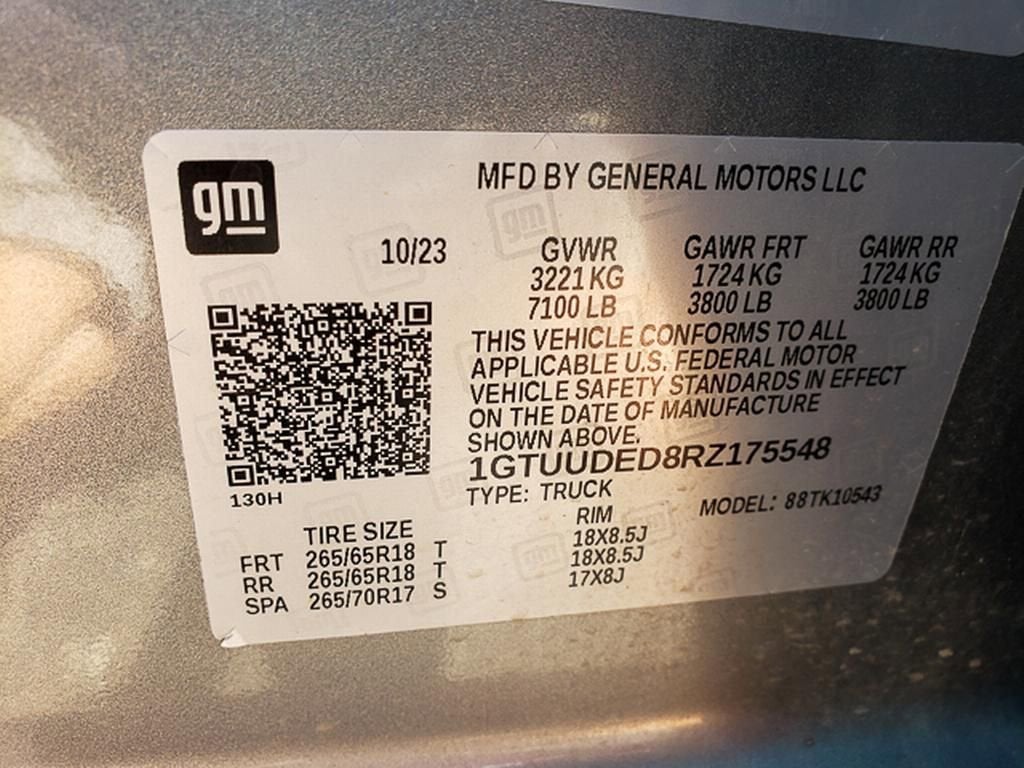 gm
MFD BY GENERAL MOTORS LLC
10/23 GVWR GAWR FRT GAWR RR
3221 KG 1724 KG 1724 KG
7100 LB 3800 LB 3800 LB
THIS VEHICLE CONFORMS TO ALL
APPLICABLE U.S. FEDERAL MOTOR
VEHICLE SAFETY STANDARDS IN EFFECT
ON THE DATE OF MANUFACTURE
SHOWN ABOVE.
1GTUUDED8RZ175548
130H
TYPE: TRUCK MODEL: 88TK10543
TIRE SIZE RIM
FRT 265/65R18 T 18X8.5J
RR 265/65R18 T 18X8.5J
SPA 265/70R17 S 17X8J